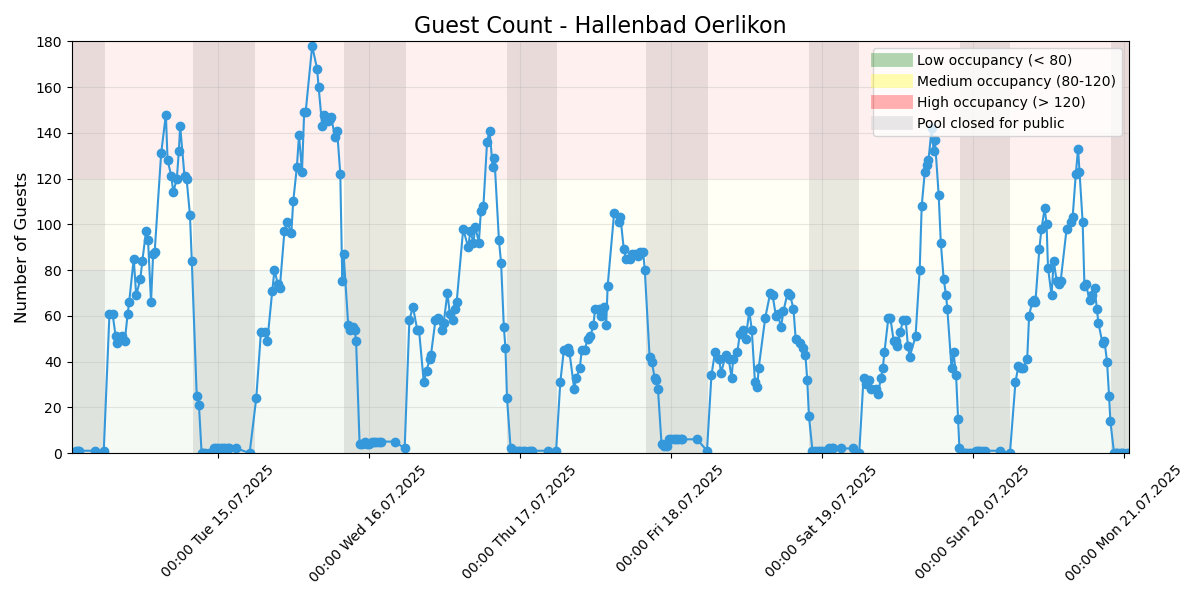 Guest Count - Hallenbad Oerlikon
Number of Guests
180
160
140
120
100
80
60
40
20
0
Low occupancy (< 80)
Medium occupancy (80-120)
High occupancy (> 120)
Pool closed for public
00:00 Tue 15.07.2025
00:00 Wed 16.07.2025
00:00 Thu 17.07.2025
00:00 Fri 18.07.2025
00:00 Sat 19.07.2025
00:00 Sun 20.07.2025
00:00 Mon 21.07.2025